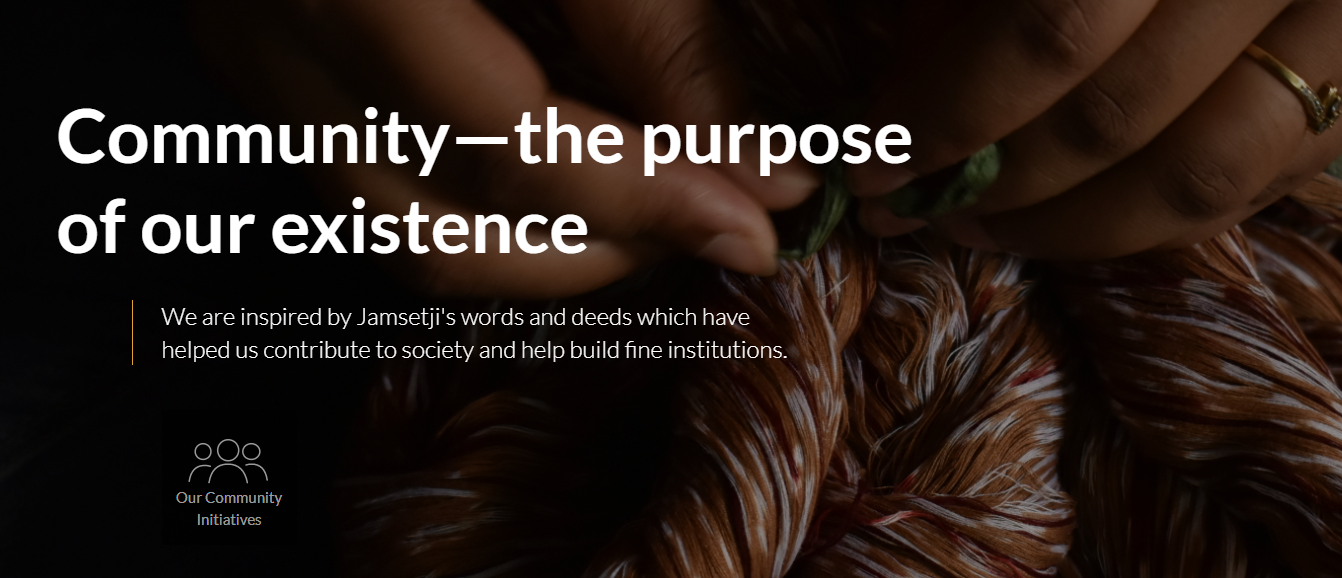 Community—the purpose
of our existence
We are inspired by Jamsetji's words and deeds which have
helped us contribute to society and help build fine institutions.
Our Community
Initiatives